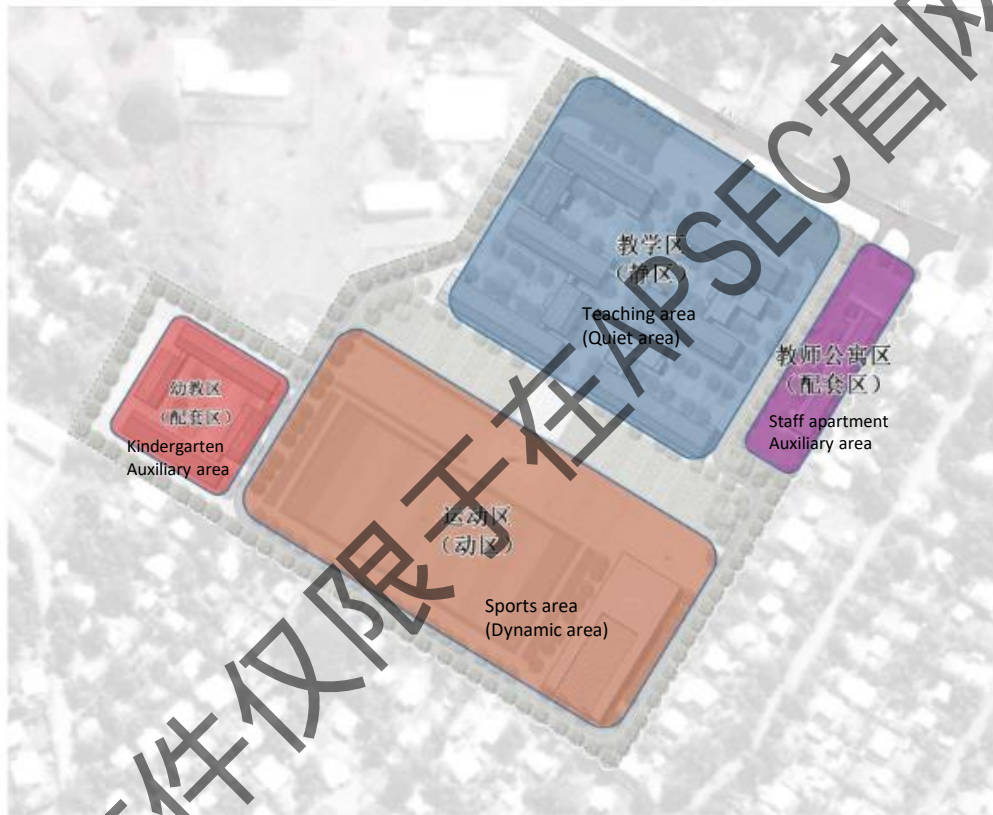 教学区
（静区）
Teaching area
(Quiet area)
教师公寓区
（配套区）
Staff apartment
Auxiliary area
幼教区
（配套区）
Kindergarten
Auxiliary area
运动区
（动区）
Sports area
(Dynamic area)
件仅限于在APSEC官网